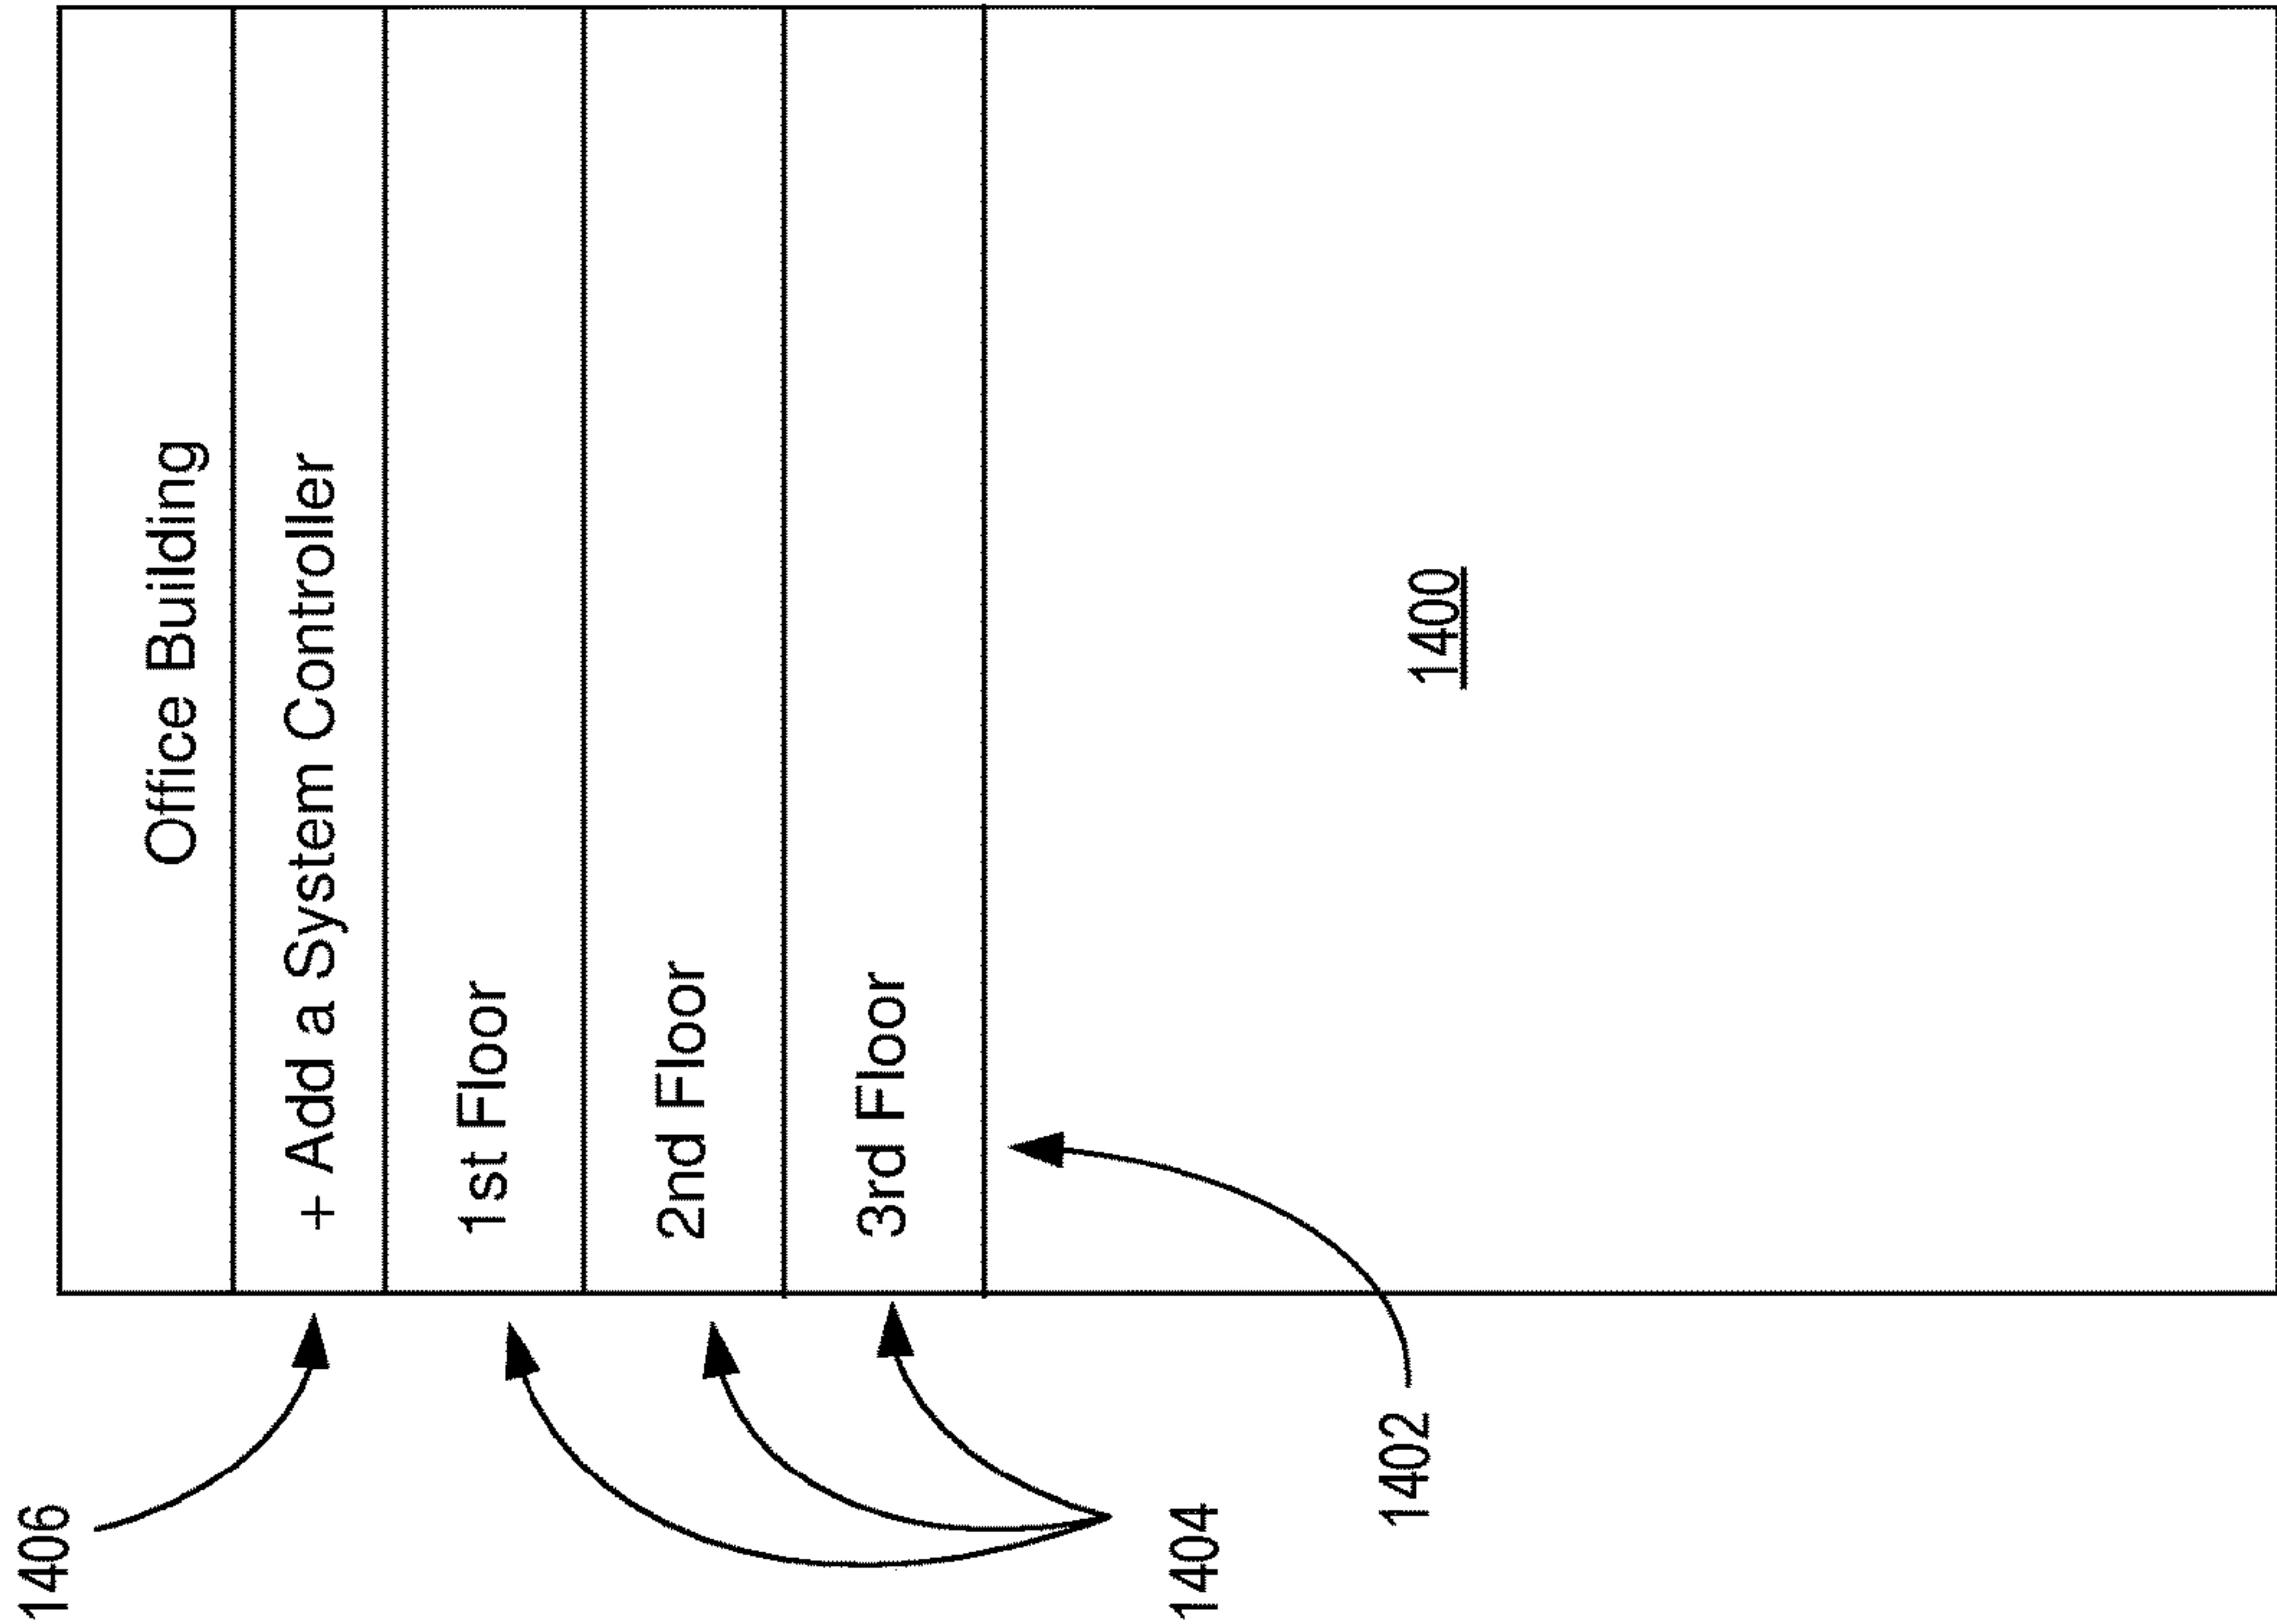 Office Building
1406
+ Add a System Controller
1st Floor
2nd Floor
3rd Floor
1404
1402
1400